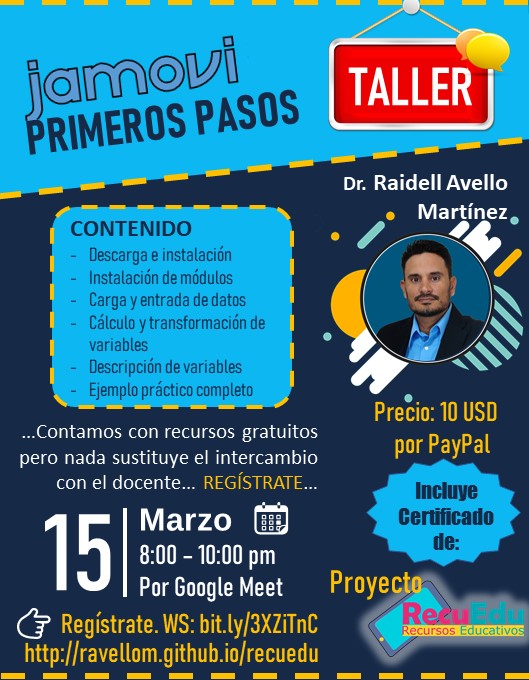 jamovi
PRIMEROS PASOS
TALLER
Dr. Raidell Avello
Martínez
CONTENIDO
- Descarga e instalación
- Instalación de módulos
- Carga y entrada de datos
- Cálculo y transformación de
variables
- Descripción de variables
- Ejemplo práctico completo
Precio: 10 USD
por PayPal
...Contamos con recursos gratuitos
pero nada sustituye el intercambio
con el docente... REGÍSTRATE...
Incluye
Certificado
de:
15
Marzo
8:00 - 10:00 pm
Por Google Meet
Proyecto
RecuEdu
Recursos Educativos
Regístrate. WS: bit.ly/3XZiTnC
http://ravellom.github.io/recuedu